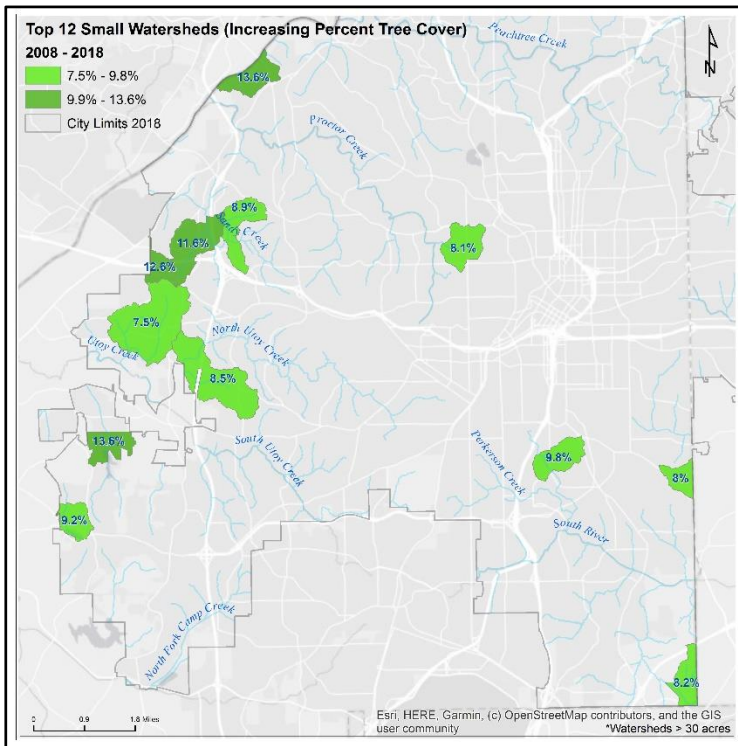 Top 12 Small Watersheds (Increasing Percent Tree Cover)
2008 - 2018
7.5% - 9.8%
9.9% - 13.6%
City Limits 2018
N
Peachtree Creek
13.6%
Proctor Creek
8.9%
Sandy Creek
11.6%
8.1%
12.6%
7.5%
North Utoy Creek
Utoy Creek
8.5%
13.6%
South Utoy Creek
Perkerson Creek
9.8%
8%
9.2%
South River
North Fork Camp Creek
8.2%
0 0.9 1.8 Miles
Esri, HERE, Garmin, (c) OpenStreetMap contributors, and the GIS
user community
*Watersheds > 30 acres